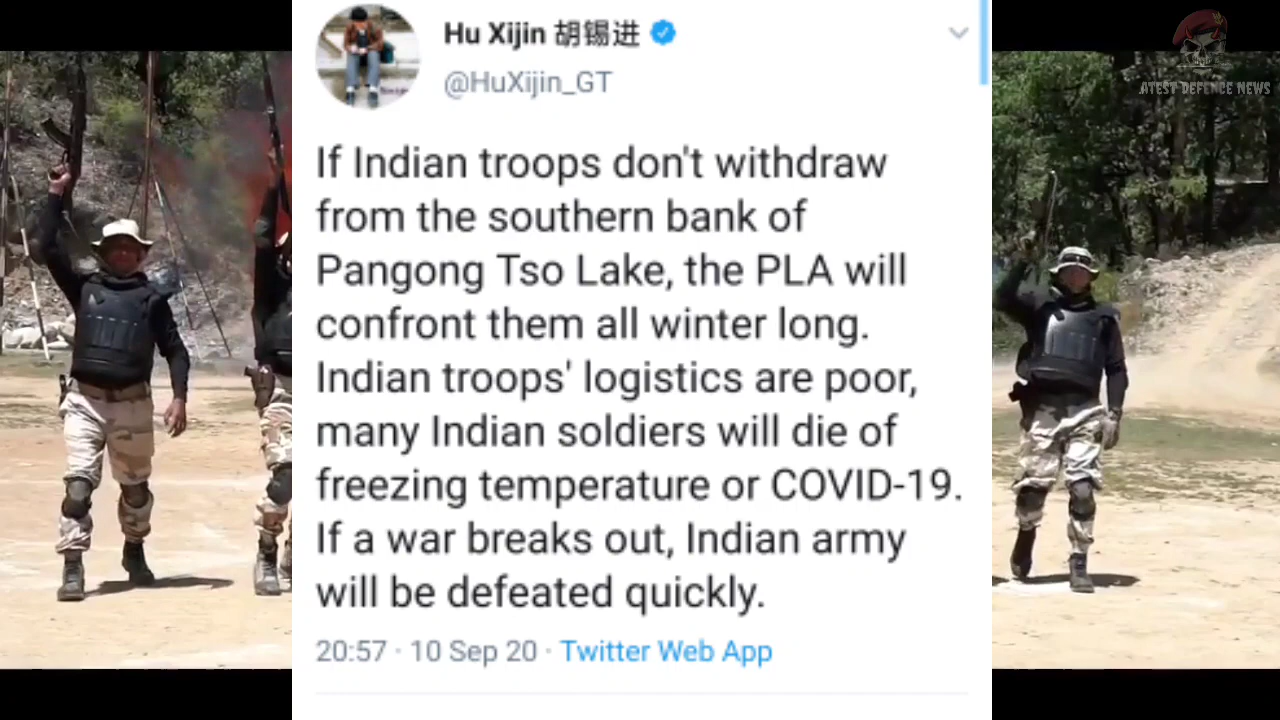 Hu Xijin 胡锡进
@HuXijin_GT
ATEST DEFENCE NEWS
If Indian troops don't withdraw
from the southern bank of
Pangong Tso Lake, the PLA will
confront them all winter long.
Indian troops' logistics are poor,
many Indian soldiers will die of
freezing temperature or COVID-19.
If a war breaks out, Indian army
will be defeated quickly.
20:57 · 10 Sep 20 · Twitter Web App